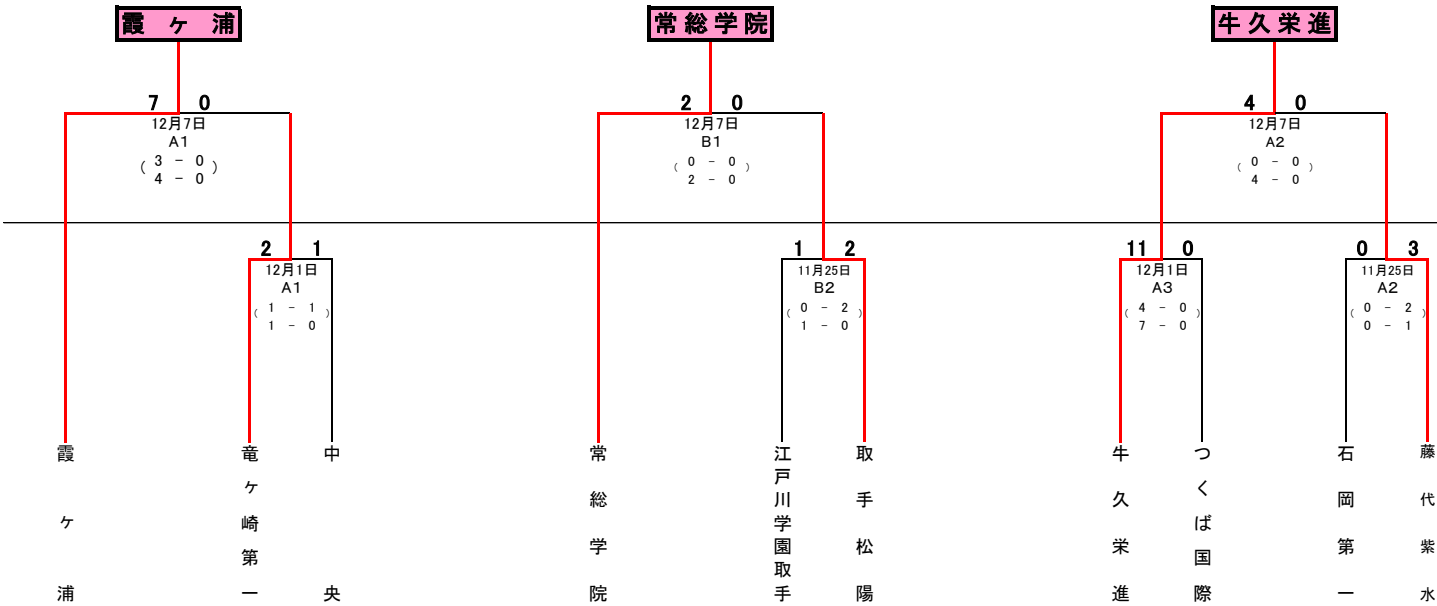 霞ヶ浦 常総学院 牛久栄進
7 0 2 0 4 0
12月7日 12月7日 12月7日
A1 B1 A2
( 3 - 0 ) ( 0 - 0 ) ( 0 - 0 )
4 - 0 2 - 0 4 - 0
2 1 1 2 11 0 0 3
12月1日 11月25日 12月1日 11月25日
A1 B2 A3 A2
( 1 - 1 ) ( 0 - 2 ) ( 4 - 0 ) ( 0 - 2 )
1 - 0 1 - 0 7 - 0 0 - 1
霞ヶ浦
竜ヶ崎第一
中央
常総学院
江戸川学園取手
取手松陽
牛久栄進
つくば国際
石岡第一
藤代紫水